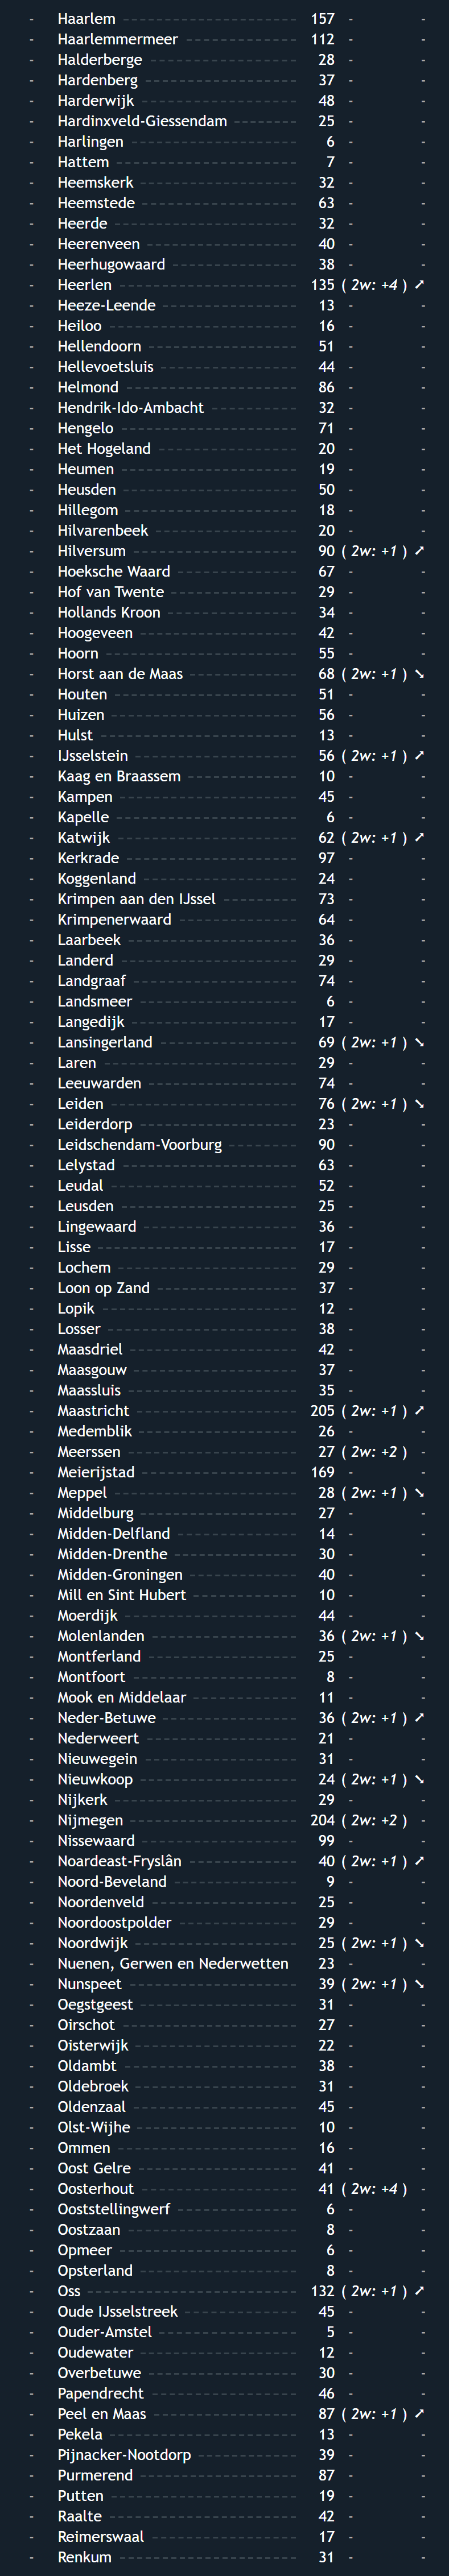 - Haarlem ---------------------- 157 - -
- Haarlemmermeer --------------- 112 - -
- Halderberge ---------------- 28 - -
- Hardenberg ----------------- 37 - -
- Harderwijk ----------------- 48 - -
- Hardinxveld-Giessendam ------- 25 - -
- Harlingen ------------------ 6 - -
- Hattem -------------------- 7 - -
- Heemskerk ----------------- 32 - -
- Heemstede ----------------- 63 - -
- Heerde -------------------- 32 - -
- Heerenveen ---------------- 40 - -
- Heerhugowaard ------------- 38 - -
- Heerlen -------------------- 135 ( 2w: +4 ) ➚
- Heeze-Leende -------------- 13 - -
- Heiloo --------------------- 16 - -
- Hellendoorn --------------- 51 - -
- Hellevoetsluis -------------- 44 - -
- Helmond ------------------ 86 - -
- Hendrik-Ido-Ambacht --------- 32 - -
- Hengelo ------------------- 71 - -
- Het Hogeland -------------- 20 - -
- Heumen ------------------- 19 - -
- Heusden ------------------- 50 - -
- Hillegom ------------------- 18 - -
- Hilvarenbeek --------------- 20 - -
- Hilversum ----------------- 90 ( 2w: +1 ) ➚
- Hoeksche Waard ------------ 67 - -
- Hof van Twente ------------- 29 - -
- Hollands Kroon ------------- 34 - -
- Hoogeveen ---------------- 42 - -
- Hoorn --------------------- 55 - -
- Horst aan de Maas ----------- 68 ( 2w: +1 ) ➘
- Houten -------------------- 51 - -
- Huizen -------------------- 56 - -
- Hulst ---------------------- 13 - -
- IJsselstein ----------------- 56 ( 2w: +1 ) ➚
- Kaag en Braassem ----------- 10 - -
- Kampen ------------------- 45 - -
- Kapelle -------------------- 6 - -
- Katwijk -------------------- 62 ( 2w: +1 ) ➚
- Kerkrade ------------------ 97 - -
- Koggenland ---------------- 24 - -
- Krimpen aan den IJssel -------- 73 - -
- Krimpenerwaard ------------ 64 - -
- Laarbeek ------------------ 36 - -
- Landerd ------------------- 29 - -
- Landgraaf ----------------- 74 - -
- Landsmeer ---------------- 6 - -
- Langedijk ------------------ 17 - -
- Lansingerland -------------- 69 ( 2w: +1 ) ➘
- Laren --------------------- 29 - -
- Leeuwarden --------------- 74 - -
- Leiden -------------------- 76 ( 2w: +1 ) ➘
- Leiderdorp ---------------- 23 - -
- Leidschendam-Voorburg ------- 90 - -
- Lelystad ------------------- 63 - -
- Leudal -------------------- 52 - -
- Leusden ------------------- 25 - -
- Lingewaard ---------------- 36 - -
- Lisse ---------------------- 17 - -
- Lochem ------------------- 29 - -
- Loon op Zand -------------- 37 - -
- Lopik --------------------- 12 - -
- Losser --------------------- 38 - -
- Maasdriel ----------------- 42 - -
- Maasgouw ----------------- 37 - -
- Maassluis ------------------ 35 - -
- Maastricht ----------------- 205 ( 2w: +1 ) ➚
- Medemblik ---------------- 26 - -
- Meerssen ----------------- 27 ( 2w: +2 ) -
- Meierijstad ---------------- 169 - -
- Meppel ------------------- 28 ( 2w: +1 ) ➘
- Middelburg ---------------- 27 - -
- Midden-Delfland ------------ 14 - -
- Midden-Drenthe ------------ 30 - -
- Midden-Groningen ----------- 40 - -
- Mill en Sint Hubert ---------- 10 - -
- Moerdijk ------------------ 44 - -
- Molenlanden -------------- 36 ( 2w: +1 ) ➘
- Montferland --------------- 25 - -
- Montfoort ----------------- 8 - -
- Mook en Middelaar ---------- 11 - -
- Neder-Betuwe -------------- 36 ( 2w: +1 ) ➚
- Nederweert --------------- 21 - -
- Nieuwegein --------------- 31 - -
- Nieuwkoop ---------------- 24 ( 2w: +1 ) ➘
- Nijkerk -------------------- 29 - -
- Nijmegen ----------------- 204 ( 2w: +2 ) -
- Nissewaard ---------------- 99 - -
- Noardeast-Fryslân ----------- 40 ( 2w: +1 ) ➚
- Noord-Beveland ------------- 9 - -
- Noordenveld --------------- 25 - -
- Noordoostpolder ------------ 29 - -
- Noordwijk ----------------- 25 ( 2w: +1 ) ➘
- Nuenen, Gerwen en Nederwetten 23 - -
- Nunspeet ----------------- 39 ( 2w: +1 ) ➘
- Oegstgeest ---------------- 31 - -
- Oirschot ------------------ 27 - -
- Oisterwijk ----------------- 22 - -
- Oldambt ------------------ 38 - -
- Oldebroek ---------------- 31 - -
- Oldenzaal ----------------- 45 - -
- Olst-Wijhe ----------------- 10 - -
- Ommen ------------------- 16 - -
- Oost Gelre ---------------- 41 - -
- Oosterhout ---------------- 41 ( 2w: +4 ) -
- Ooststellingwerf ------------ 6 - -
- Oostzaan ------------------ 8 - -
- Opmeer ------------------- 6 - -
- Opsterland ---------------- 8 - -
- Oss ----------------------- 132 ( 2w: +1 ) ➚
- Oude IJsselstreek ----------- 45 - -
- Ouder-Amstel -------------- 5 - -
- Oudewater ---------------- 12 - -
- Overbetuwe --------------- 30 - -
- Papendrecht --------------- 46 - -
- Peel en Maas --------------- 87 ( 2w: +1 ) ➚
- Pekela -------------------- 13 - -
- Pijnacker-Nootdorp ---------- 39 - -
- Purmerend ---------------- 87 - -
- Putten -------------------- 19 - -
- Raalte -------------------- 42 - -
- Reimerswaal --------------- 17 - -
- Renkum ------------------- 31 - -